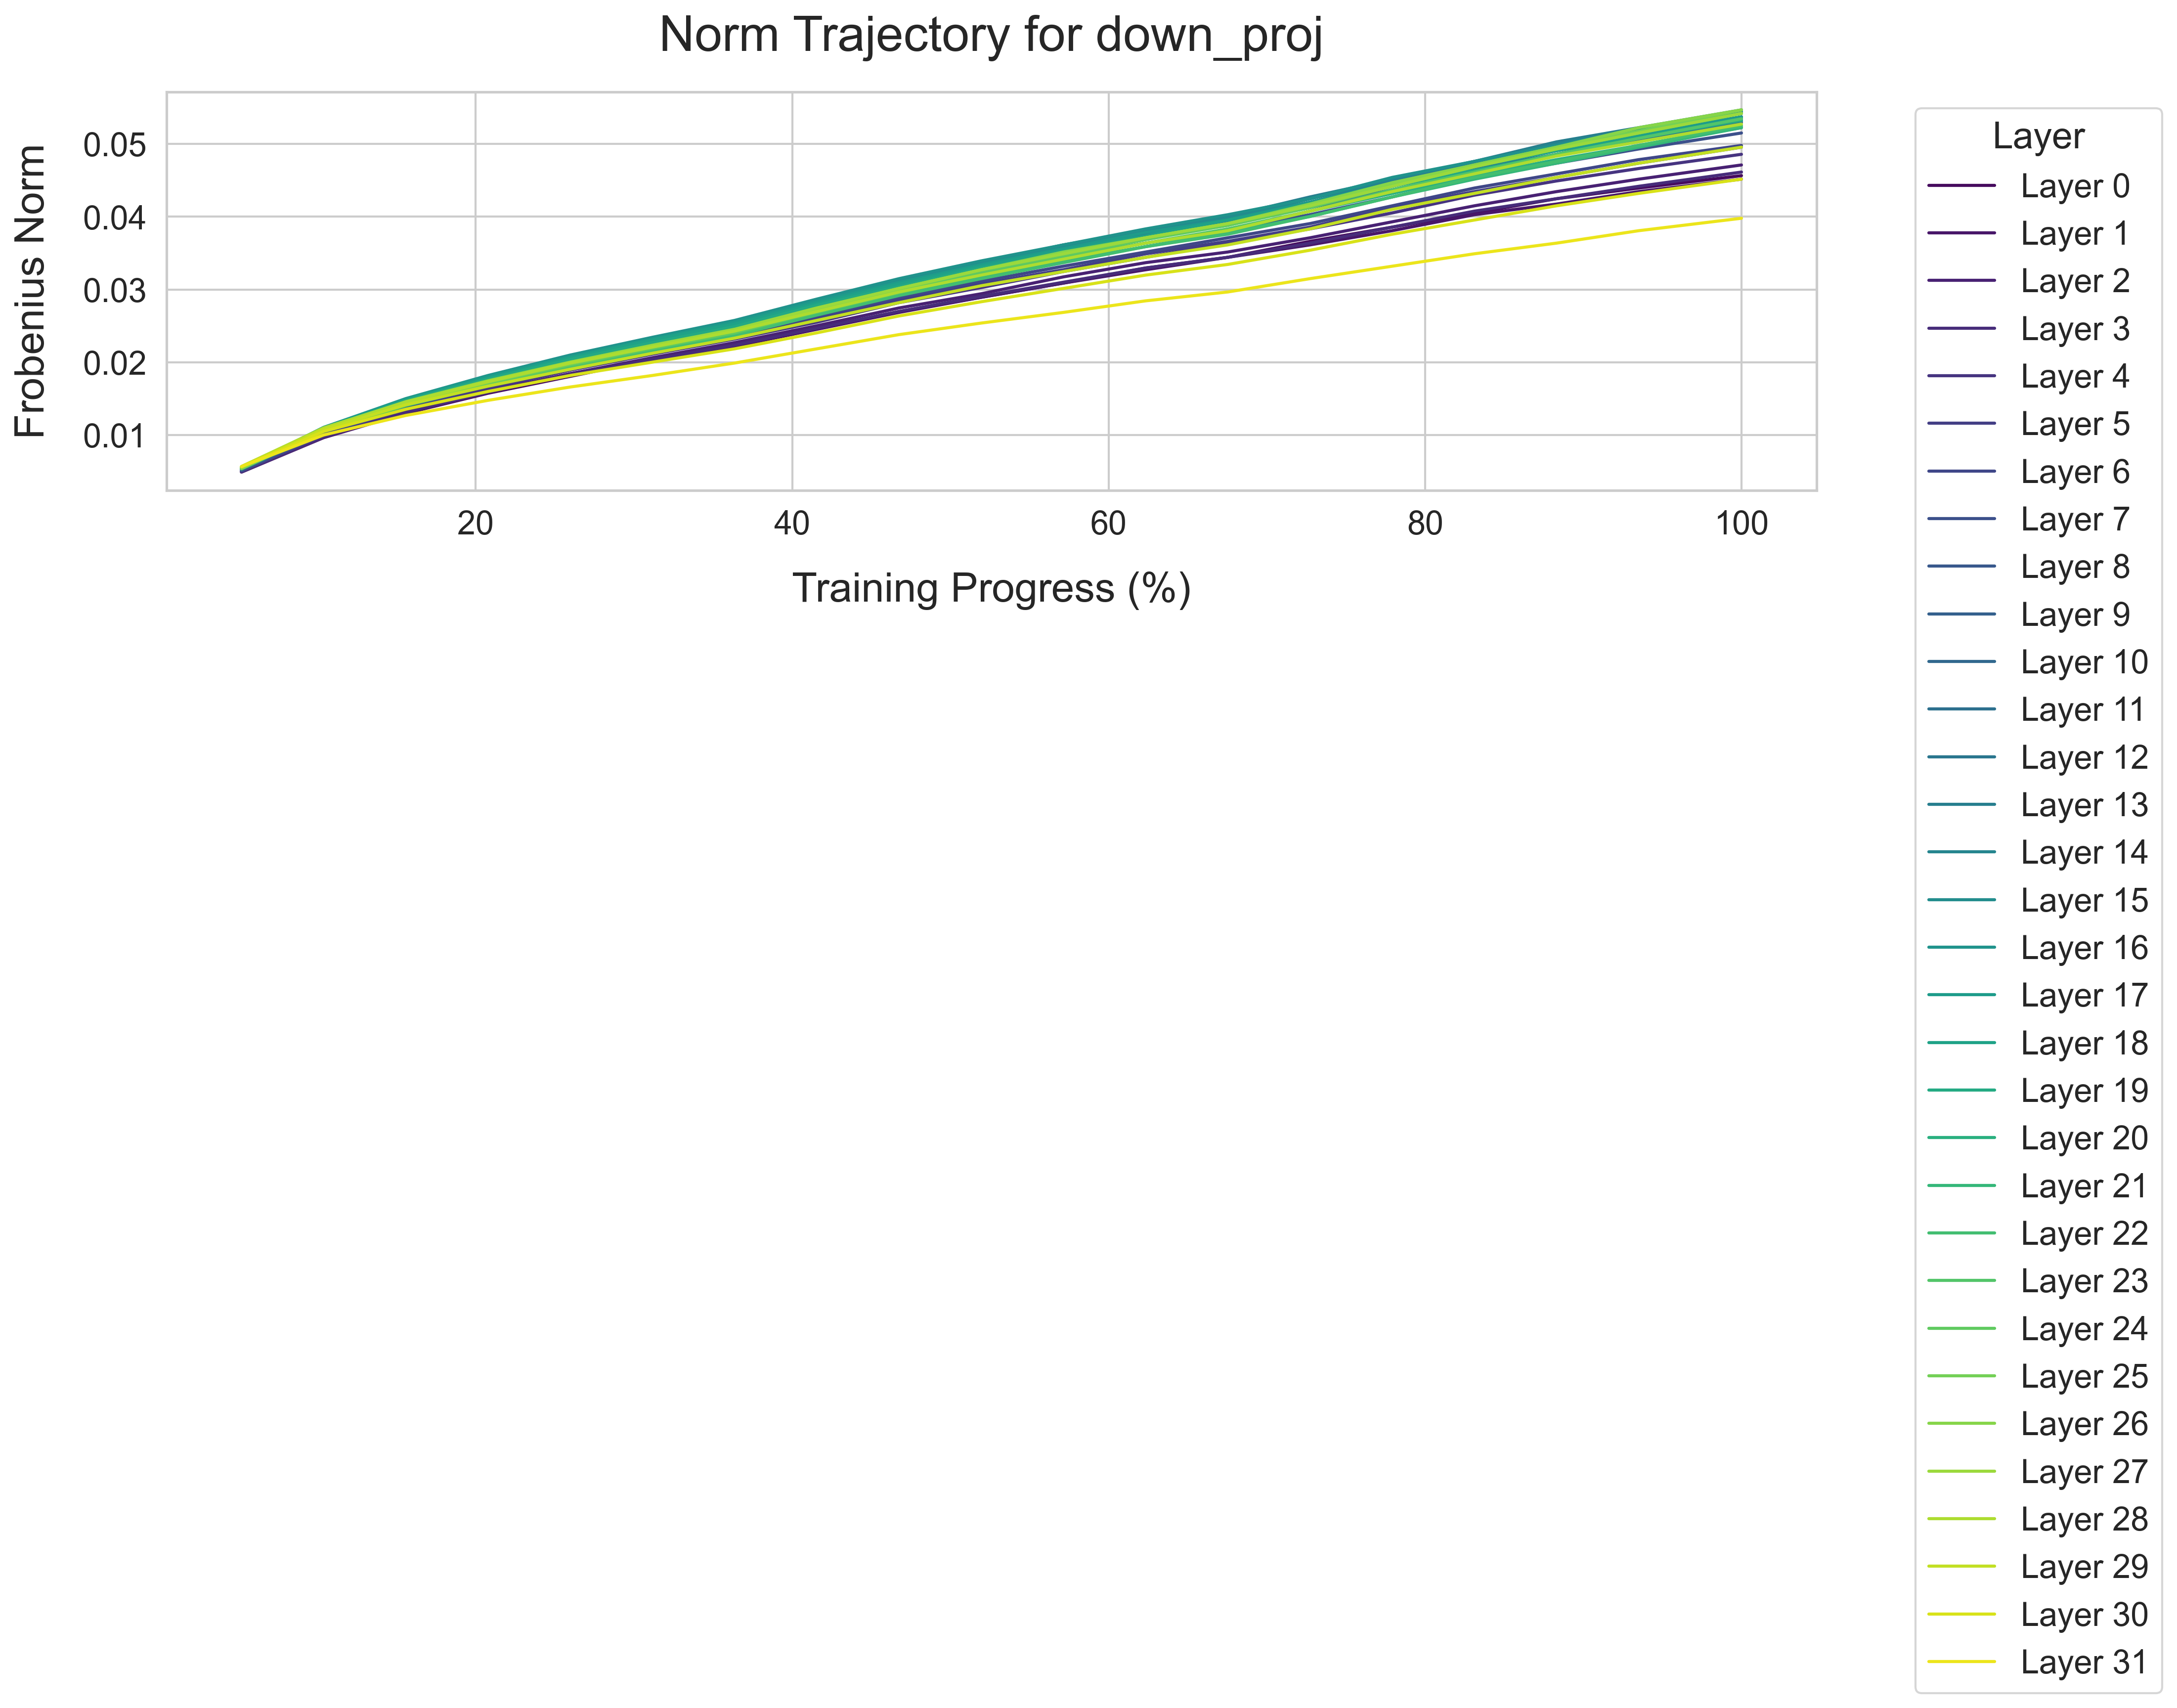 Norm Trajectory for down_proj
Frobenius Norm
0.05
0.04
0.03
0.02
0.01
20 40 60 80 100
Training Progress (%)
Layer
Layer 0
Layer 1
Layer 2
Layer 3
Layer 4
Layer 5
Layer 6
Layer 7
Layer 8
Layer 9
Layer 10
Layer 11
Layer 12
Layer 13
Layer 14
Layer 15
Layer 16
Layer 17
Layer 18
Layer 19
Layer 20
Layer 21
Layer 22
Layer 23
Layer 24
Layer 25
Layer 26
Layer 27
Layer 28
Layer 29
Layer 30
Layer 31